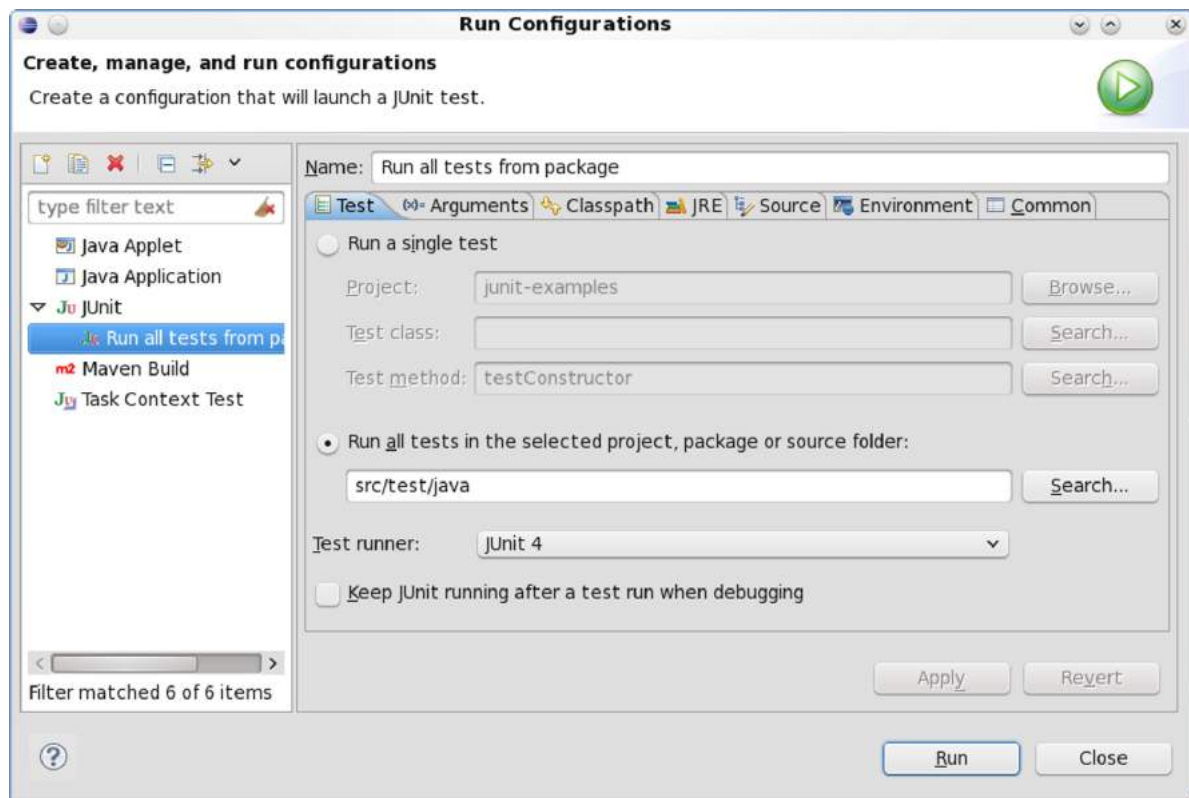 Run Configurations
Create, manage, and run configurations
Create a configuration that will launch a JUnit test.
type filter text
Java Applet
Java Application
Ju JUnit
Run all tests from pa
m2 Maven Build
Ju Task Context Test
Filter matched 6 of 6 items
Name: Run all tests from package
Test (x)= Arguments Classpath JRE Source Environment Common
Run a single test
Project: junit-examples Browse...
Test class: Search...
Test method: testConstructor Search...
Run all tests in the selected project, package or source folder:
src/test/java Search...
Test runner: JUnit 4
Keep JUnit running after a test run when debugging
Apply Revert
? Run Close